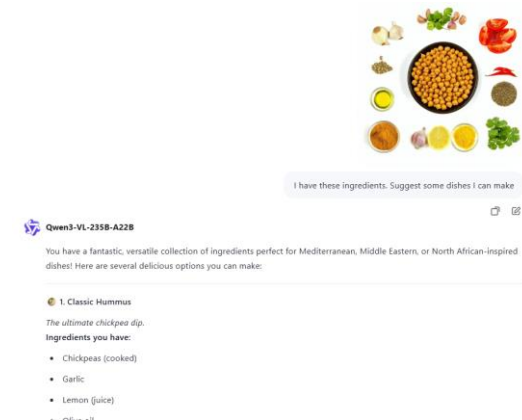 I have these ingredients. Suggest some dishes I can make
Qwen3-VL-235B-A22B
You have a fantastic, versatile collection of ingredients perfect for Mediterranean, Middle Eastern, or North African-inspired
dishes! Here are several delicious options you can make:
1. Classic Hummus
The ultimate chickpea dip.
Ingredients you have:
• Chickpeas (cooked)
• Garlic
• Lemon (juice)
• Olive oil